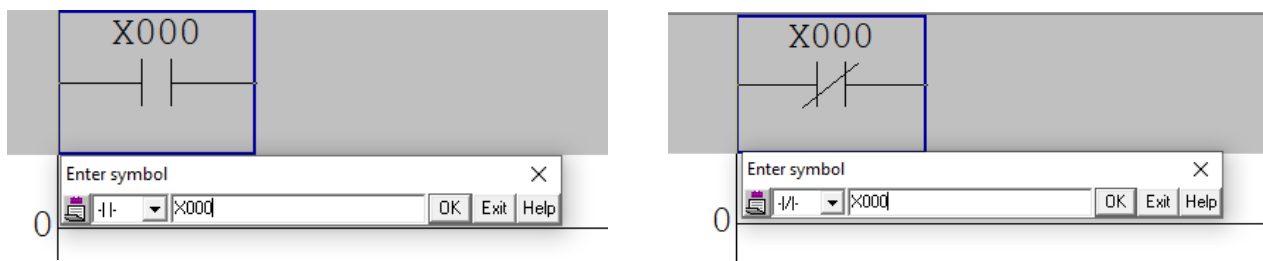 X000
Enter symbol
-| |- X000 OK Exit Help
0
X000
Enter symbol
-|/|- X000 OK Exit Help
0